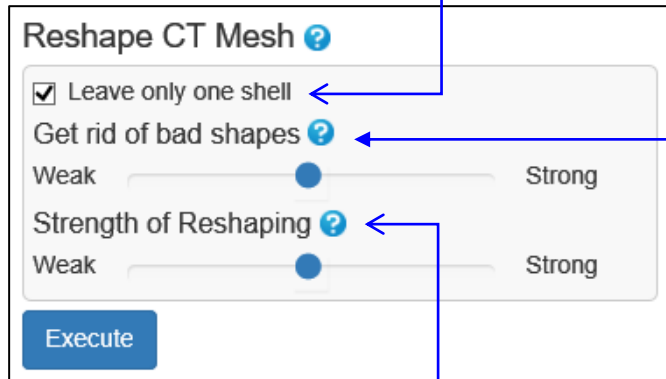 Reshape CT Mesh ?
Leave only one shell
Get rid of bad shapes ?
Weak Strong
Strength of Reshaping ?
Weak Strong
Execute